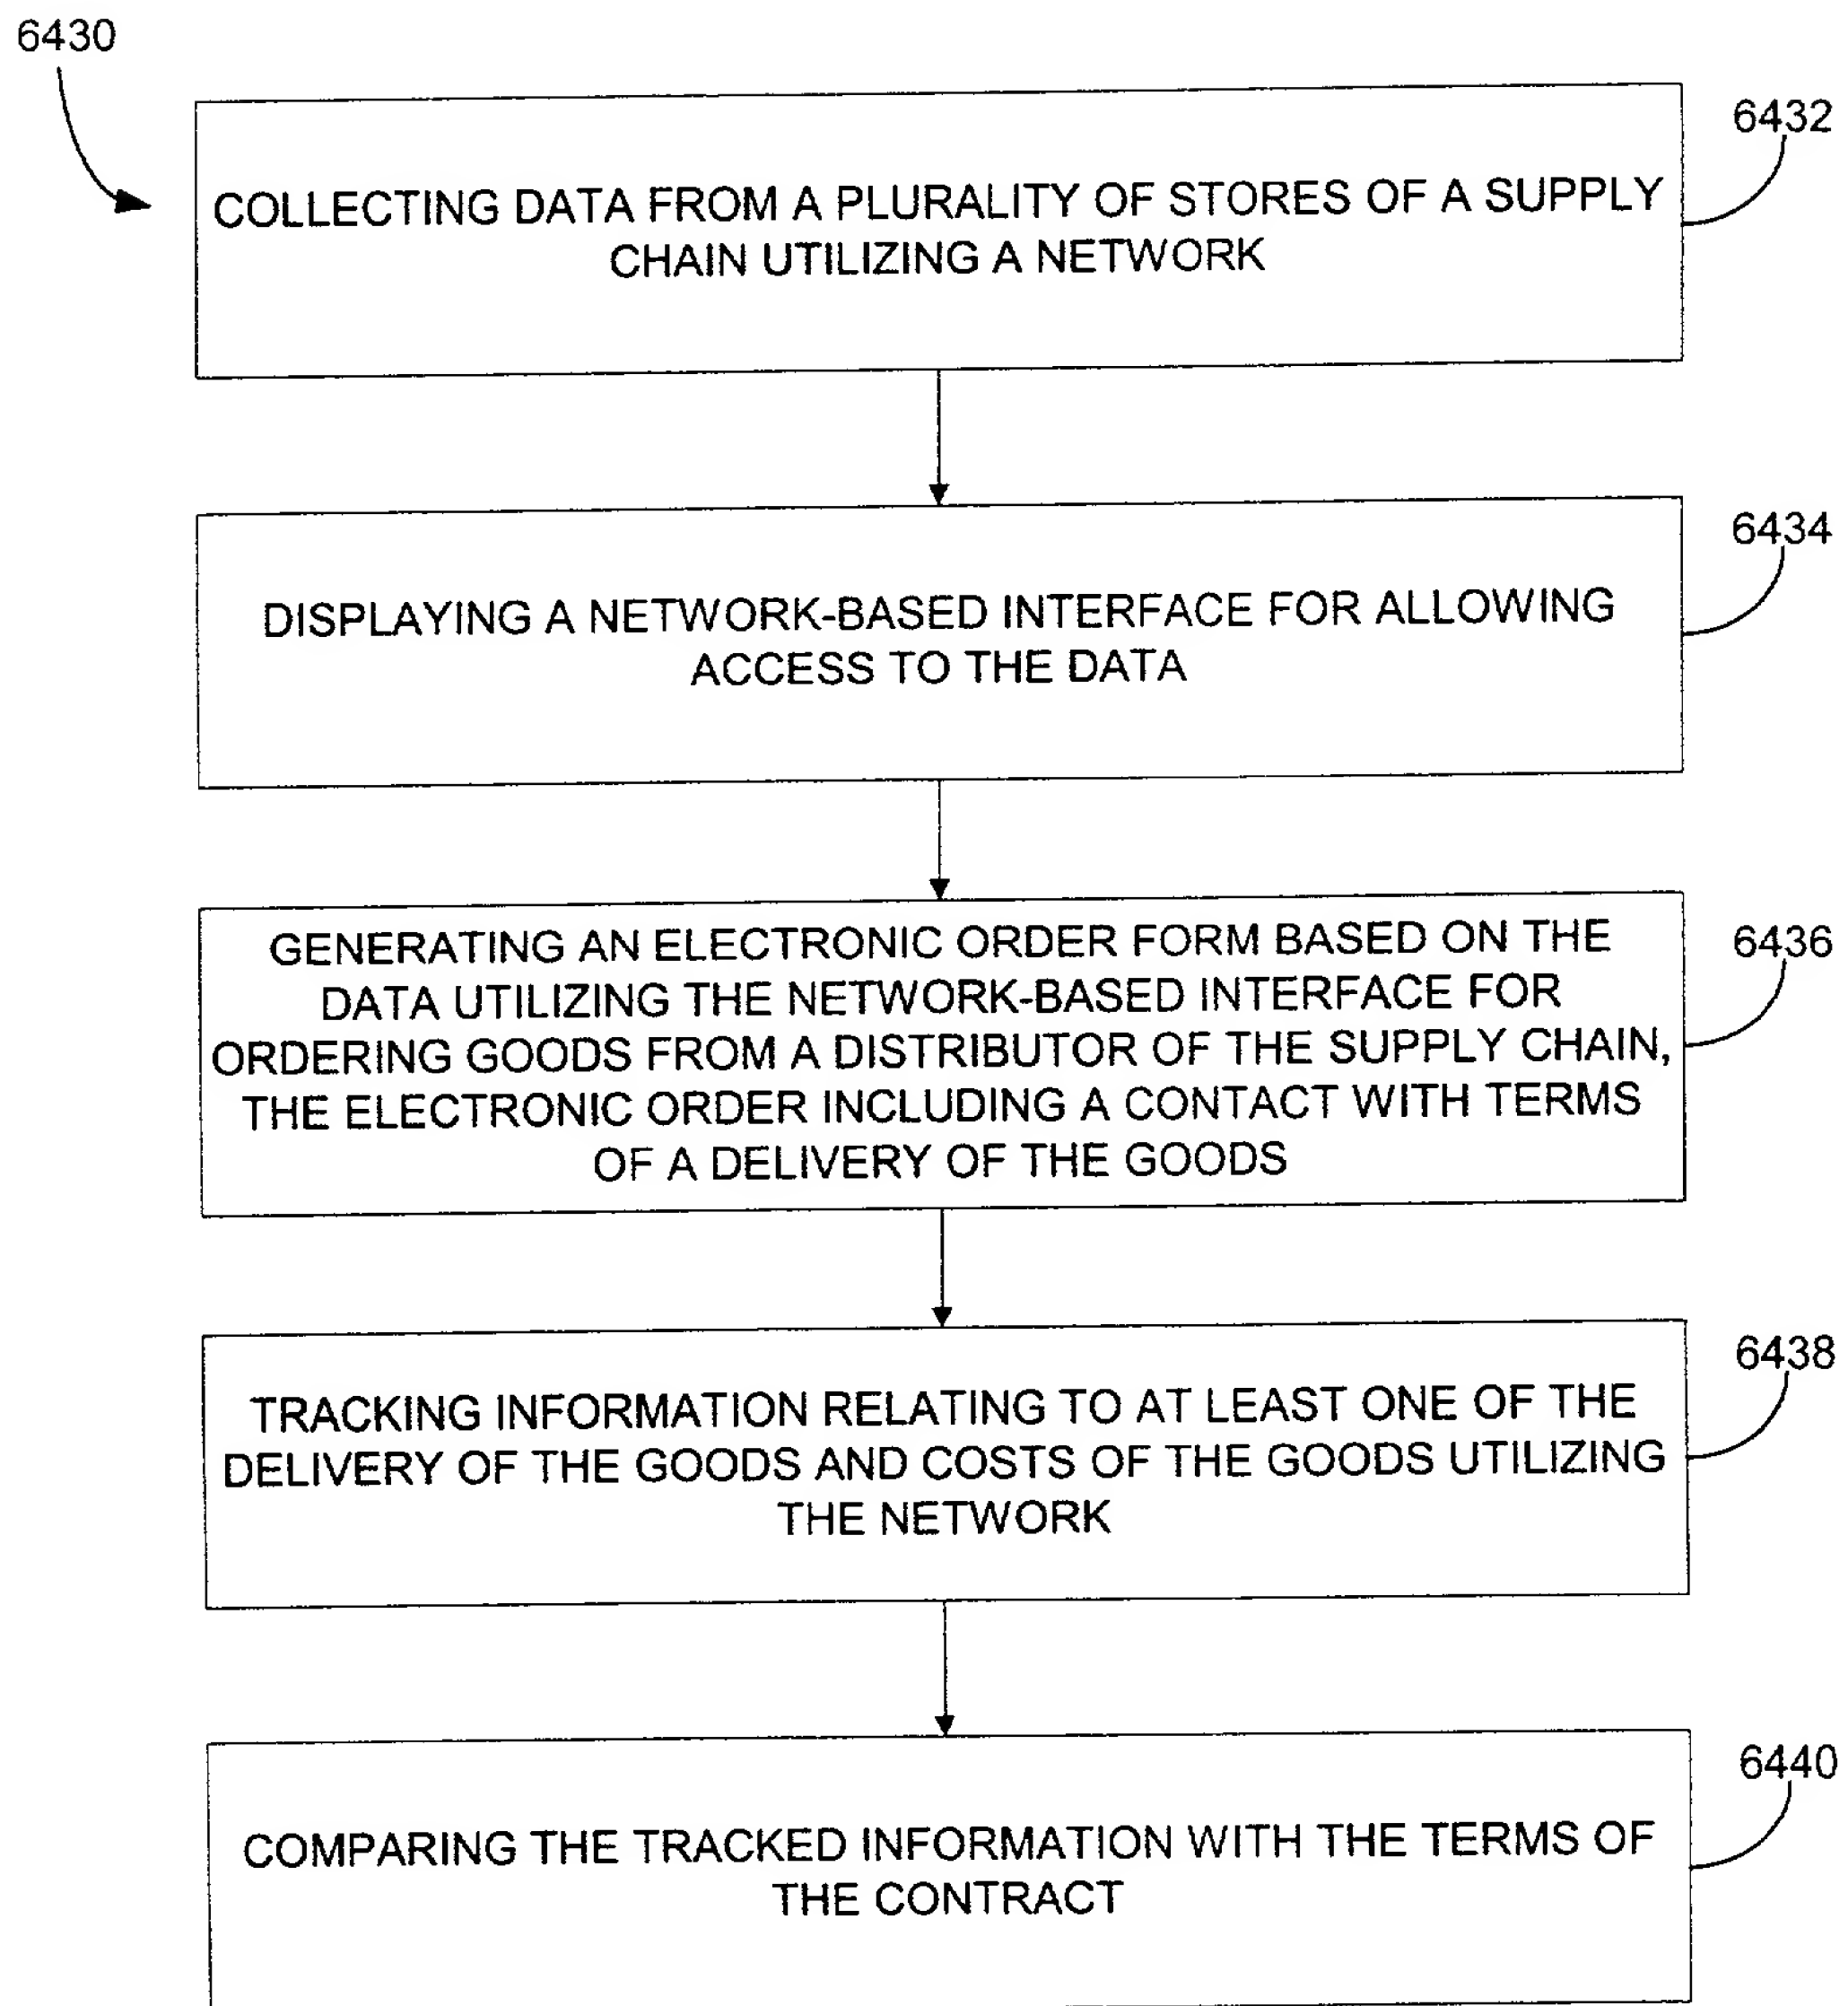 6430
6432
COLLECTING DATA FROM A PLURALITY OF STORES OF A SUPPLY
CHAIN UTILIZING A NETWORK
6434
DISPLAYING A NETWORK-BASED INTERFACE FOR ALLOWING
ACCESS TO THE DATA
6436
GENERATING AN ELECTRONIC ORDER FORM BASED ON THE
DATA UTILIZING THE NETWORK-BASED INTERFACE FOR
ORDERING GOODS FROM A DISTRIBUTOR OF THE SUPPLY CHAIN,
THE ELECTRONIC ORDER INCLUDING A CONTACT WITH TERMS
OF A DELIVERY OF THE GOODS
6438
TRACKING INFORMATION RELATING TO AT LEAST ONE OF THE
DELIVERY OF THE GOODS AND COSTS OF THE GOODS UTILIZING
THE NETWORK
6440
COMPARING THE TRACKED INFORMATION WITH THE TERMS OF
THE CONTRACT